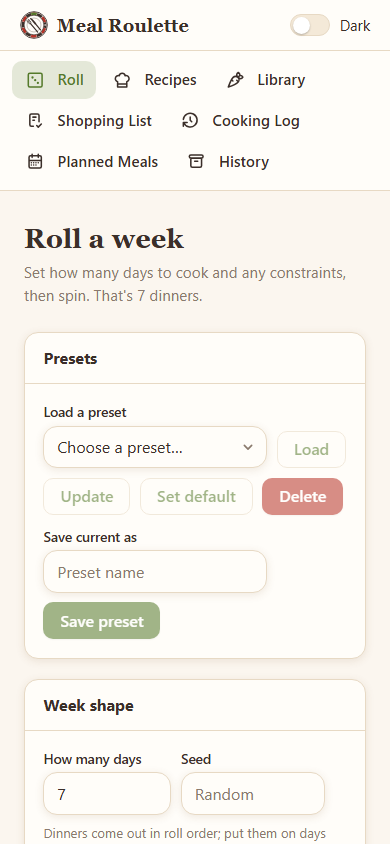 Meal Roulette
Dark
Roll
Recipes
Library
Shopping List
Cooking Log
Planned Meals
History
Roll a week
Set how many days to cook and any constraints,
then spin. That's 7 dinners.
Presets
Load a preset
Choose a preset...
Load
Update
Set default
Delete
Save current as
Preset name
Save preset
Week shape
How many days
Seed
7
Random
Dinners come out in roll order; put them on days